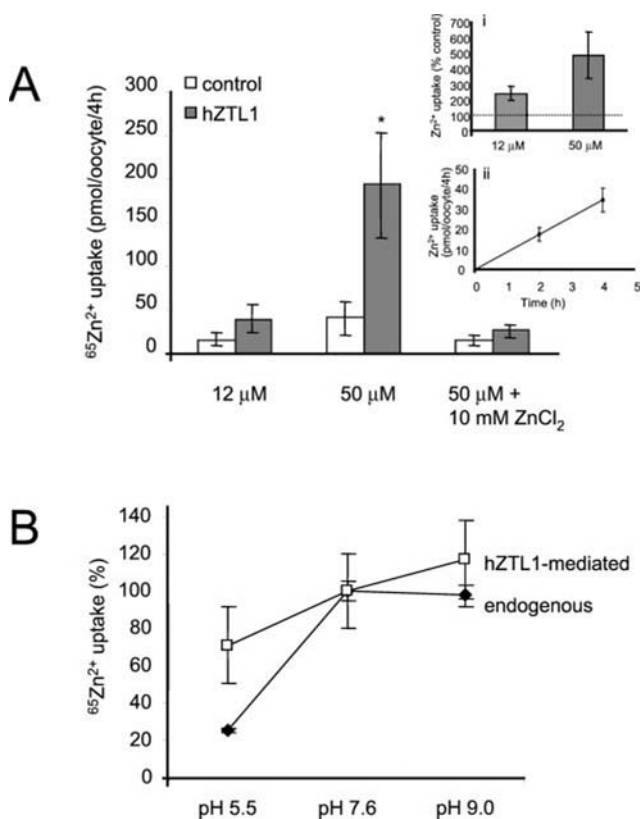 A
⁶⁵Zn²⁺ uptake (pmol/oocyte/4h)
300
250
200
150
100
50
0
control
hZTL1
*
12 µM
50 µM
50 µM +
10 mM ZnCl₂
i
Zn²⁺ uptake (% control)
700
600
500
400
300
200
100
0
12 µM
50 µM
ii
Zn²⁺ uptake
(pmol/oocyte/4h)
50
40
30
20
10
0
0 1 2 3 4 5
Time (h)
B
⁶⁵Zn²⁺ uptake (%)
140
120
100
80
60
40
20
0
hZTL1-mediated
endogenous
pH 5.5 pH 7.6 pH 9.0